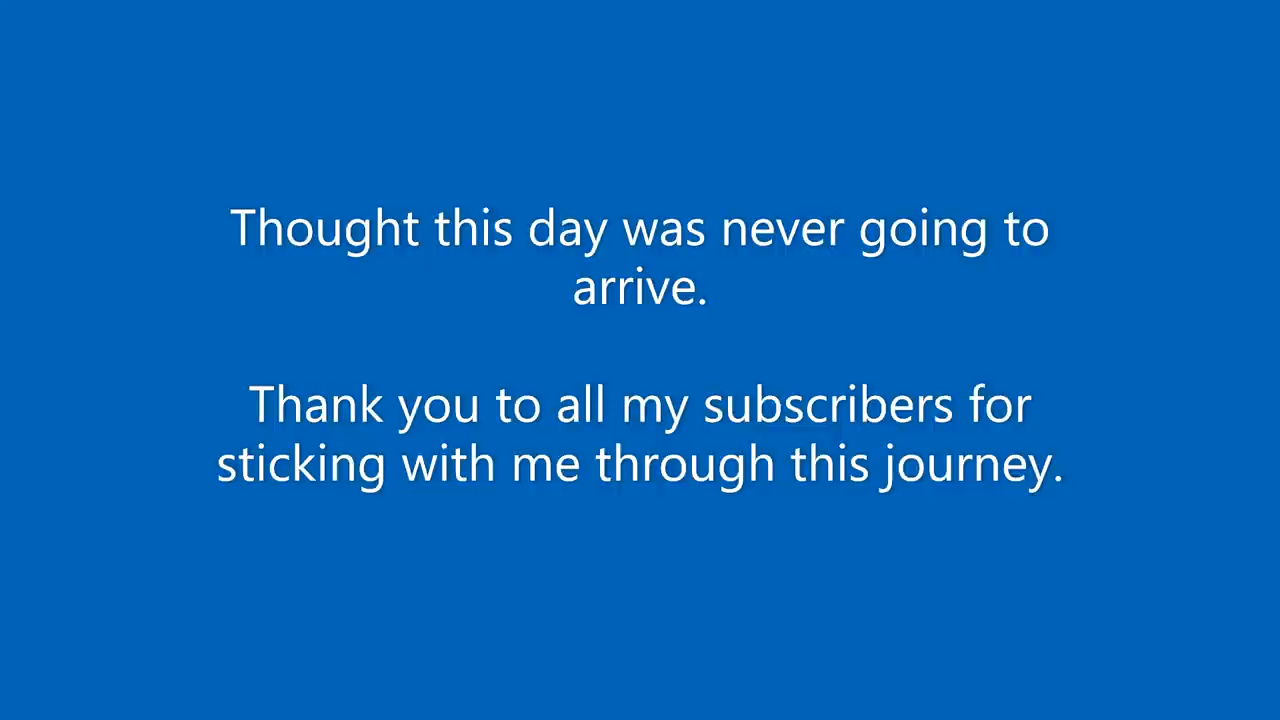 Thought this day was never going to
arrive.
Thank you to all my subscribers for
sticking with me through this journey.